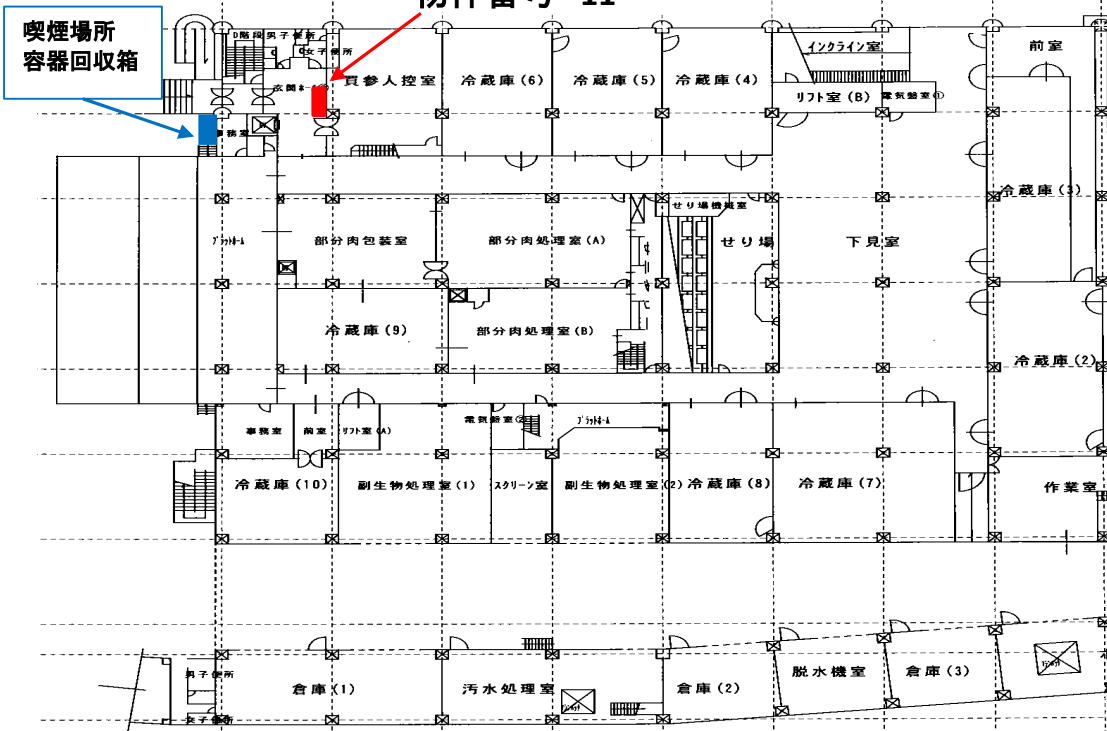 物件番号 11
喫煙場所
容器回収箱
D階段
男子便所
女子便所
玄関ホール
買参人控室
冷蔵庫(6)
冷蔵庫(5)
冷蔵庫(4)
インクライン室
リフト室(B)
電気盤室①
前室
事務室
冷蔵庫(3)
プラットホーム
部分肉包装室
部分肉処理室(A)
せり場機械室
せり場
下見室
冷蔵庫(9)
部分肉処理室(B)
冷蔵庫(2)
事務室
前室
リフト室(A)
電気盤室②
プラットホーム
冷蔵庫(10)
副生物処理室(1)
スクリーン室
副生物処理室(2)
冷蔵庫(8)
冷蔵庫(7)
作業室
男子便所
女子便所
倉庫(1)
汚水処理室
倉庫(2)
脱水機室
倉庫(3)